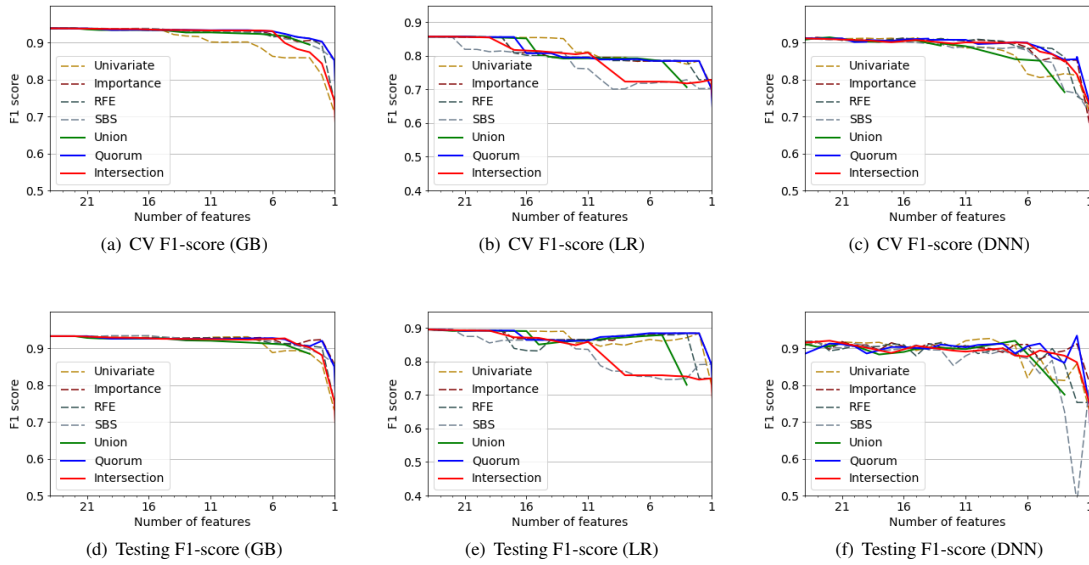 F1 score
0.9
0.8
0.7
0.6
0.5
Univariate
Importance
RFE
SBS
Union
Quorum
Intersection
21 16 11 6 1
Number of features
(a) CV F1-score (GB)
F1 score
0.9
0.8
0.7
0.6
0.5
0.4
Univariate
Importance
RFE
SBS
Union
Quorum
Intersection
21 16 11 6 1
Number of features
(b) CV F1-score (LR)
F1 score
0.9
0.8
0.7
0.6
0.5
Univariate
Importance
RFE
SBS
Union
Quorum
Intersection
21 16 11 6 1
Number of features
(c) CV F1-score (DNN)
F1 score
0.9
0.8
0.7
0.6
0.5
Univariate
Importance
RFE
SBS
Union
Quorum
Intersection
21 16 11 6 1
Number of features
(d) Testing F1-score (GB)
F1 score
0.9
0.8
0.7
0.6
0.5
0.4
Univariate
Importance
RFE
SBS
Union
Quorum
Intersection
21 16 11 6 1
Number of features
(e) Testing F1-score (LR)
F1 score
0.9
0.8
0.7
0.6
0.5
Univariate
Importance
RFE
SBS
Union
Quorum
Intersection
21 16 11 6 1
Number of features
(f) Testing F1-score (DNN)